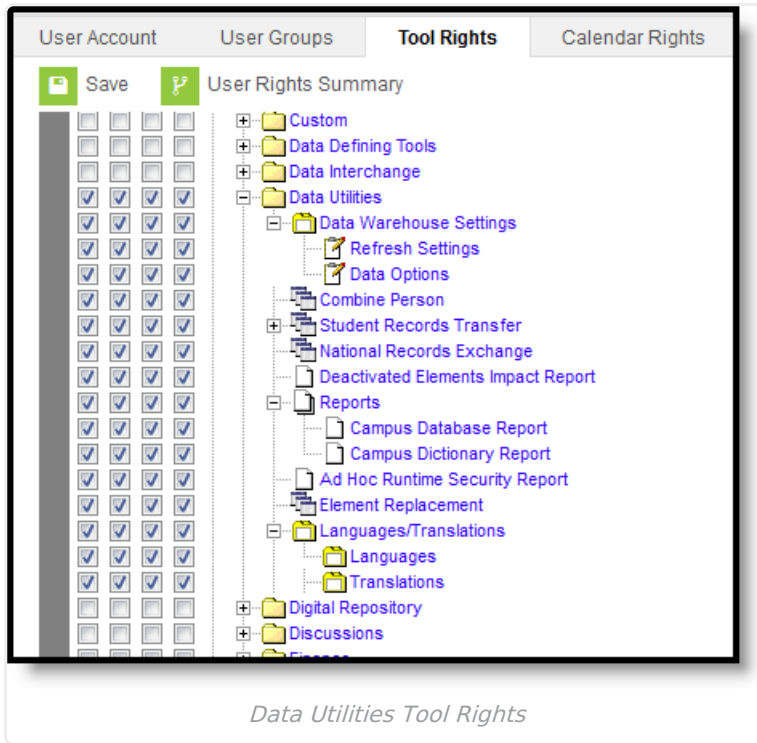 User Account User Groups Tool Rights Calendar Rights
Save User Rights Summary
Custom
Data Defining Tools
Data Interchange
Data Utilities
Data Warehouse Settings
Refresh Settings
Data Options
Combine Person
Student Records Transfer
National Records Exchange
Deactivated Elements Impact Report
Reports
Campus Database Report
Campus Dictionary Report
Ad Hoc Runtime Security Report
Element Replacement
Languages/Translations
Languages
Translations
Digital Repository
Discussions
Data Utilities Tool Rights